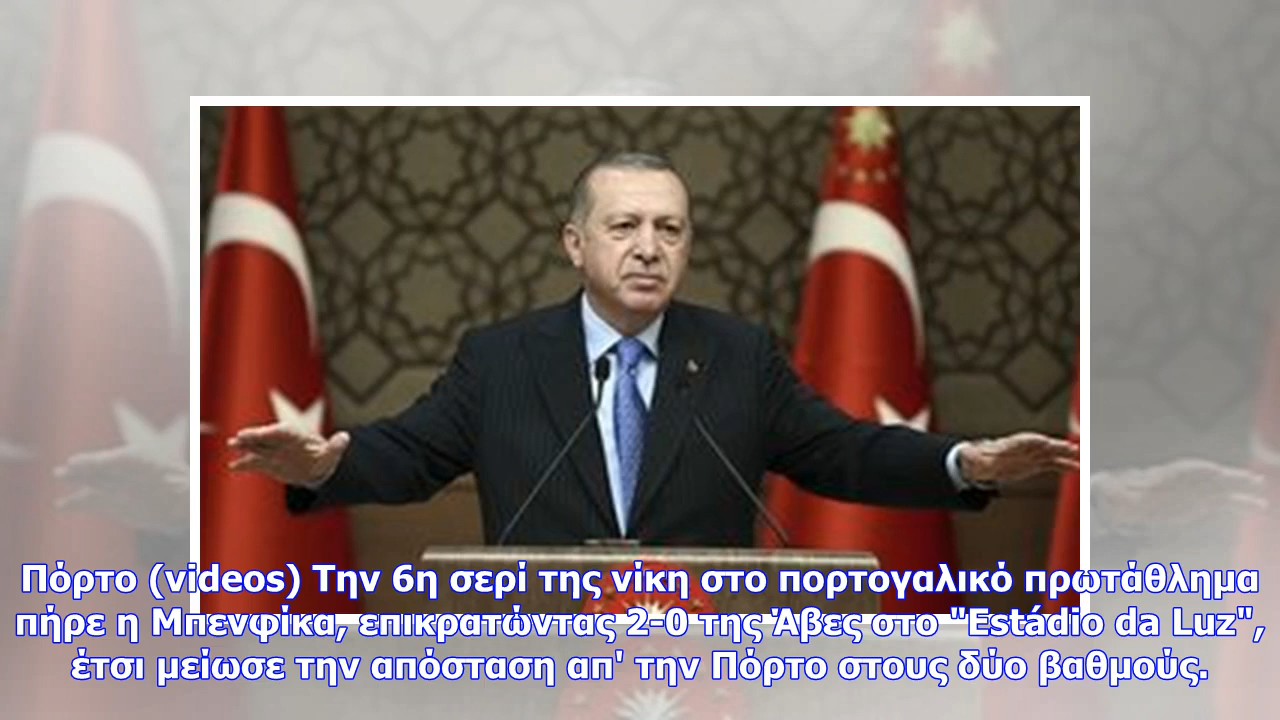 Πόρτο (videos) Την 6η σερί της νίκη στο πορτογαλικό πρωτάθλημα
πήρε η Μπενφίκα, επικρατώντας 2-0 της Άβες στο "Estádio da Luz",
έτσι μείωσε την απόσταση απ' την Πόρτο στους δύο βαθμούς.